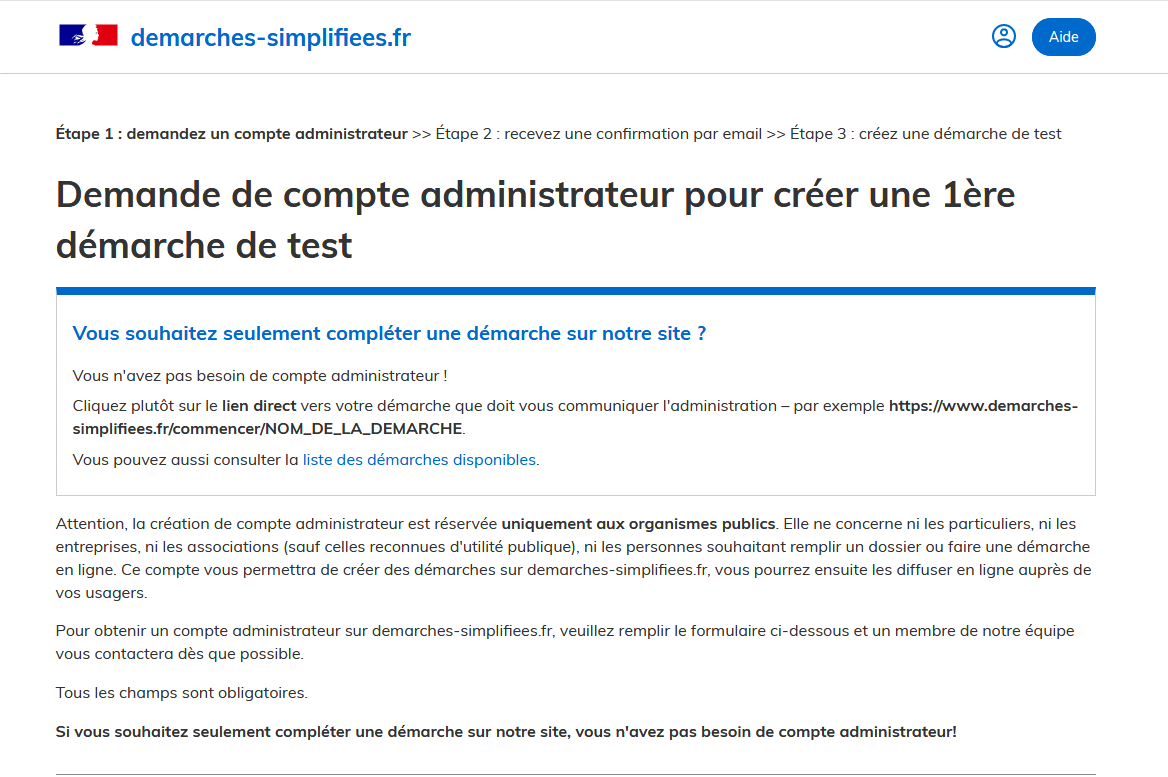 demarches-simplifiees.fr
Aide
Étape 1 : demandez un compte administrateur >> Étape 2 : recevez une confirmation par email >> Étape 3 : créez une démarche de test
Demande de compte administrateur pour créer une 1ère
démarche de test
Vous souhaitez seulement compléter une démarche sur notre site ?
Vous n'avez pas besoin de compte administrateur !
Cliquez plutôt sur le lien direct vers votre démarche que doit vous communiquer l'administration – par exemple https://www.demarches-
simplifiees.fr/commencer/NOM_DE_LA_DEMARCHE.
Vous pouvez aussi consulter la liste des démarches disponibles.
Attention, la création de compte administrateur est réservée uniquement aux organismes publics. Elle ne concerne ni les particuliers, ni les
entreprises, ni les associations (sauf celles reconnues d'utilité publique), ni les personnes souhaitant remplir un dossier ou faire une démarche
en ligne. Ce compte vous permettra de créer des démarches sur demarches-simplifiees.fr, vous pourrez ensuite les diffuser en ligne auprès de
vos usagers.
Pour obtenir un compte administrateur sur demarches-simplifiees.fr, veuillez remplir le formulaire ci-dessous et un membre de notre équipe
vous contactera dès que possible.
Tous les champs sont obligatoires.
Si vous souhaitez seulement compléter une démarche sur notre site, vous n'avez pas besoin de compte administrateur!